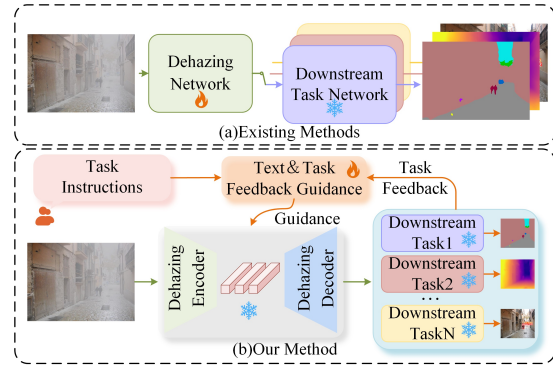 Dehazing
Network
Downstream
Task Network
(a)Existing Methods
Task
Instructions
Text&Task
Feedback Guidance
Task
Feedback
Guidance
Dehazing
Encoder
Dehazing
Decoder
Downstream
Task1
Downstream
Task2
...
Downstream
TaskN
(b)Our Method